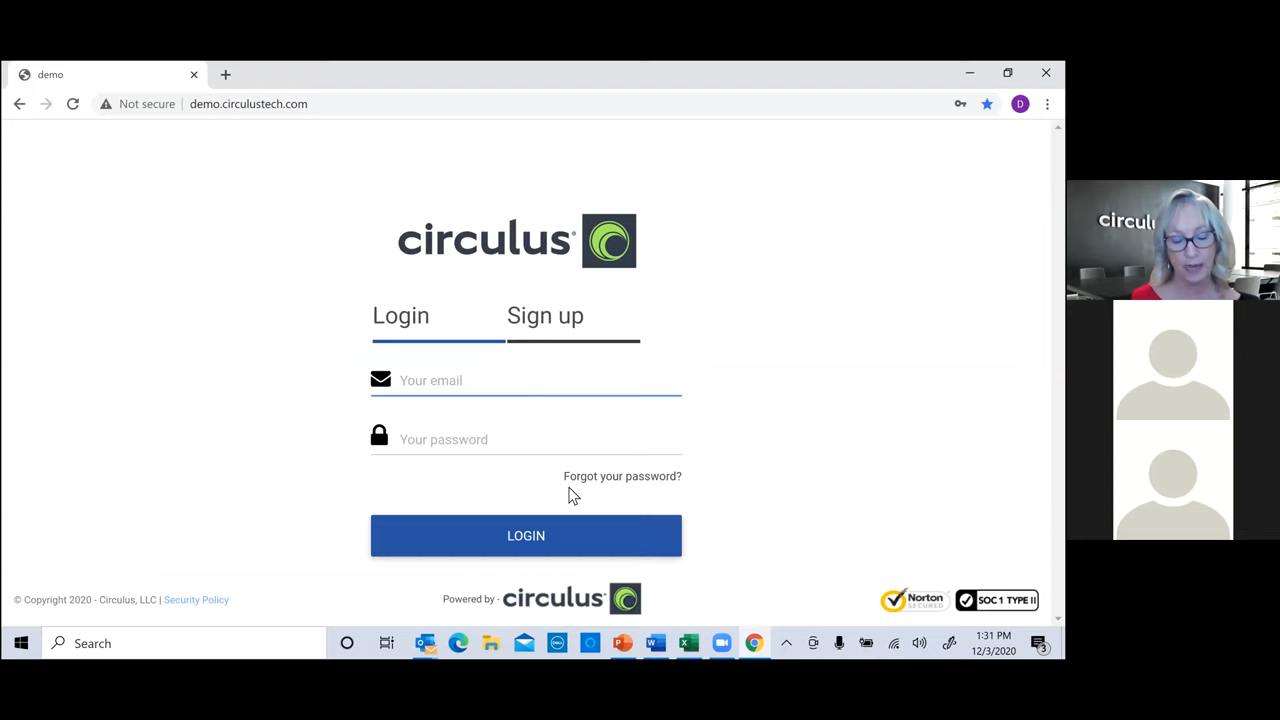 demo
Not secure
demo.circulustech.com
D
circulus
Login
Sign up
Your email
Your password
Forgot your password?
LOGIN
© Copyright 2020 - Circulus, LLC | Security Policy
Powered by - circulus
Norton
SECURED
SOC 1 TYPE II
Search
1:31 PM
12/3/2020
3
circulu